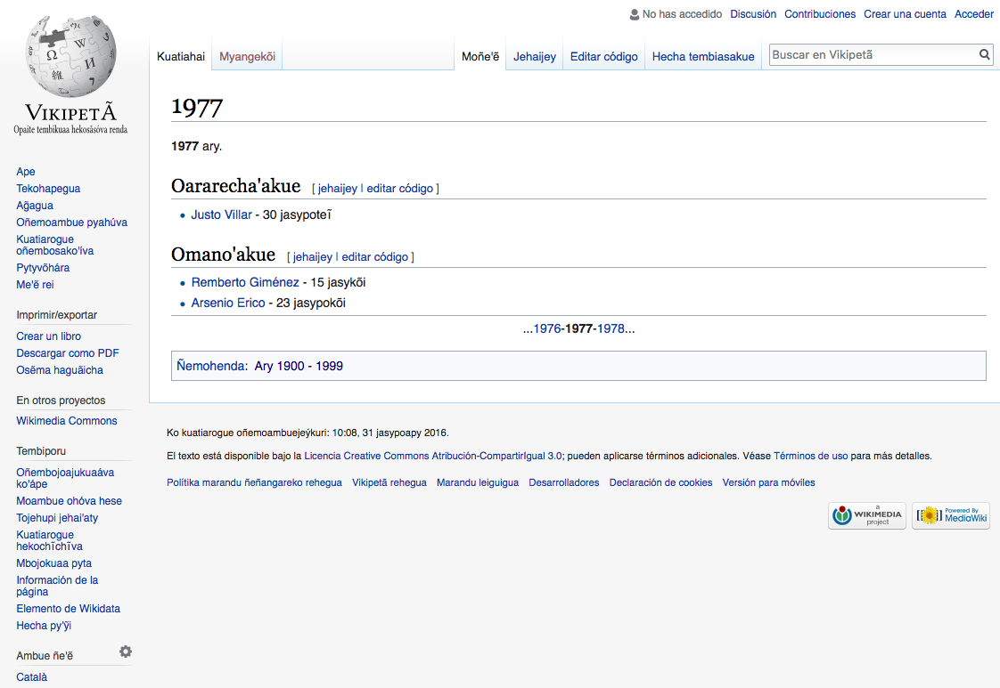 No has accedido Discusión Contribuciones Crear una cuenta Acceder
Kuatiahai Myangekõi Moñe'ẽ Jehaijey Editar código Hecha tembiasakue Buscar en Vikipetã
VIKIPETÃ
Opaite tembikuaa hekosãsóva renda
Ape
Tekohapegua
Ag̃agua
Oñemoambue pyahúva
Kuatiarogue
oñembosako'íva
Pytyvõhára
Me'ẽ rei
Imprimir/exportar
Crear un libro
Descargar como PDF
Osẽma haguãicha
En otros proyectos
Wikimedia Commons
Tembiporu
Oñembojoajukuaáva
ko'ápe
Moambue ohóva hese
Tojehupi jehai'aty
Kuatiarogue
hekochĩchĩva
Mbojokuaa pyta
Información de la
página
Elemento de Wikidata
Hecha py'ỹi
Ambue ñe'ẽ
Català
1977
1977 ary.
Oararecha'akue [ jehaijey | editar código ]
Justo Villar - 30 jasypoteĩ
Omano'akue [ jehaijey | editar código ]
Remberto Giménez - 15 jasykõi
Arsenio Erico - 23 jasypokõi
...1976-1977-1978...
Ñemohenda: Ary 1900 - 1999
Ko kuatiarogue oñemoambuejeýkuri: 10:08, 31 jasypoapy 2016.
El texto está disponible bajo la Licencia Creative Commons Atribución-CompartirIgual 3.0; pueden aplicarse términos adicionales. Véase Términos de uso para más detalles.
Polítika marandu ñeñangareko rehegua Vikipetã rehegua Marandu leiguigua Desarrolladores Declaración de cookies Versión para móviles
a
WIKIMEDIA
project
Powered By
MediaWiki